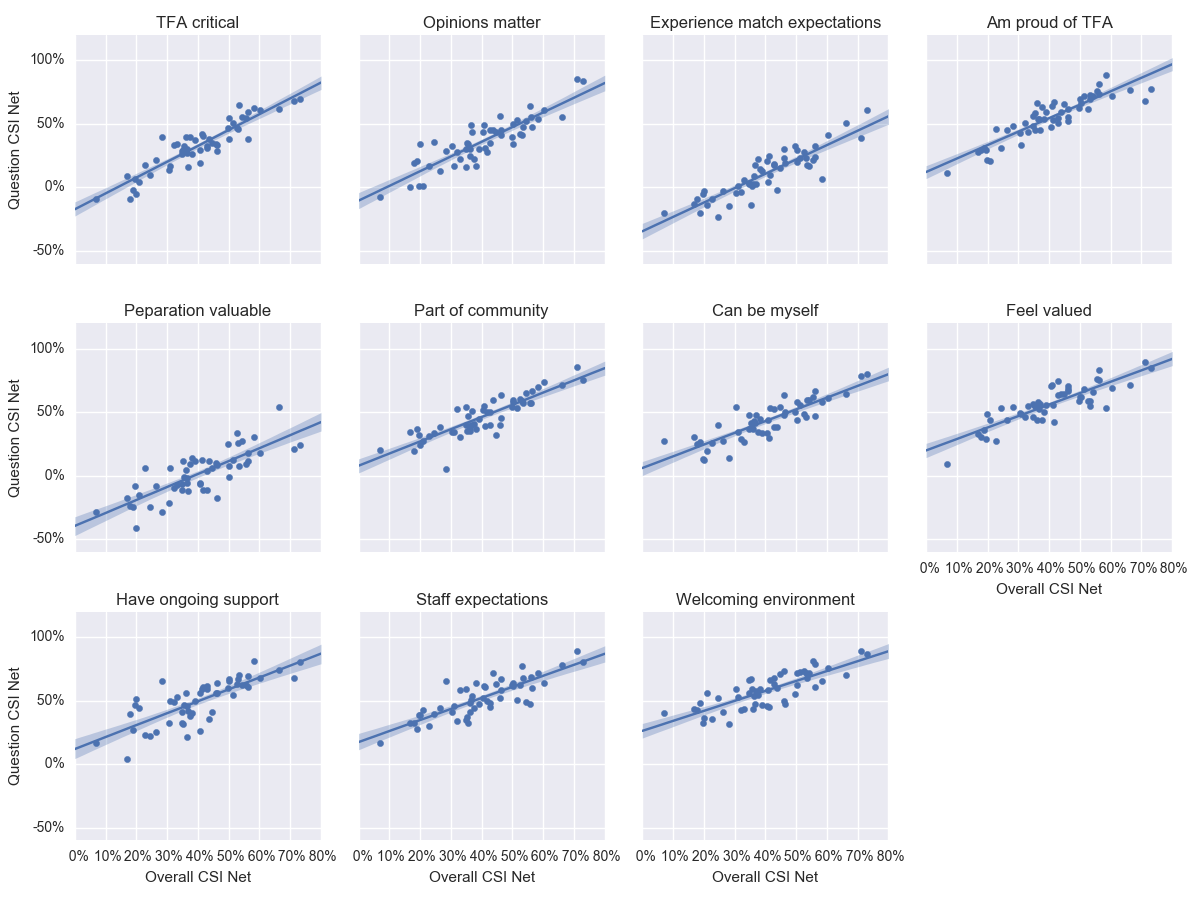 TFA critical Opinions matter Experience match expectations Am proud of TFA
100%
50%
0%
-50%
Question CSI Net
Peparation valuable Part of community Can be myself Feel valued
100%
50%
0%
-50%
Question CSI Net
0% 10% 20% 30% 40% 50% 60% 70% 80%
Overall CSI Net
Have ongoing support Staff expectations Welcoming environment
100%
50%
0%
-50%
Question CSI Net
0% 10% 20% 30% 40% 50% 60% 70% 80% 0% 10% 20% 30% 40% 50% 60% 70% 80% 0% 10% 20% 30% 40% 50% 60% 70% 80%
Overall CSI Net Overall CSI Net Overall CSI Net